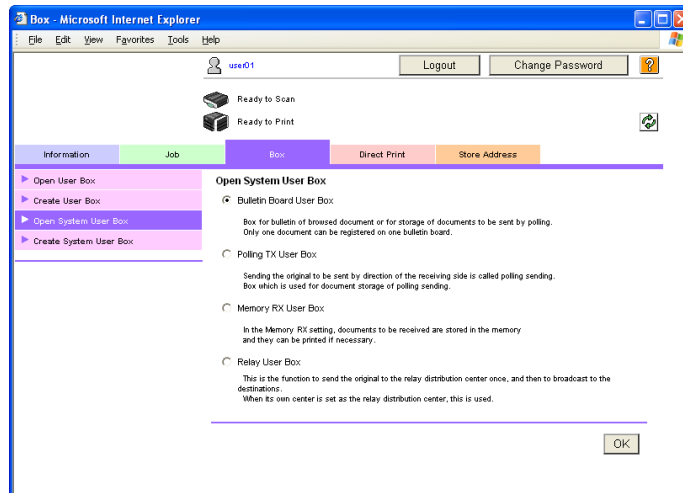 Box - Microsoft Internet Explorer
File Edit View Favorites Tools Help
user01
Logout
Change Password
?
Ready to Scan
Ready to Print
Information Job Box Direct Print Store Address
Open User Box
Create User Box
Open System User Box
Create System User Box
Open System User Box
Bulletin Board User Box
Box for bulletin of browsed document or for storage of documents to be sent by polling.
Only one document can be registered on one bulletin board.
Polling TX User Box
Sending the original to be sent by direction of the receiving side is called polling sending.
Box which is used for document storage of polling sending.
Memory RX User Box
In the Memory RX setting, documents to be received are stored in the memory
and they can be printed if necessary.
Relay User Box
This is the function to send the original to the relay distribution center once, and then to broadcast to the
destinations.
When its own center is set as the relay distribution center, this is used.
OK